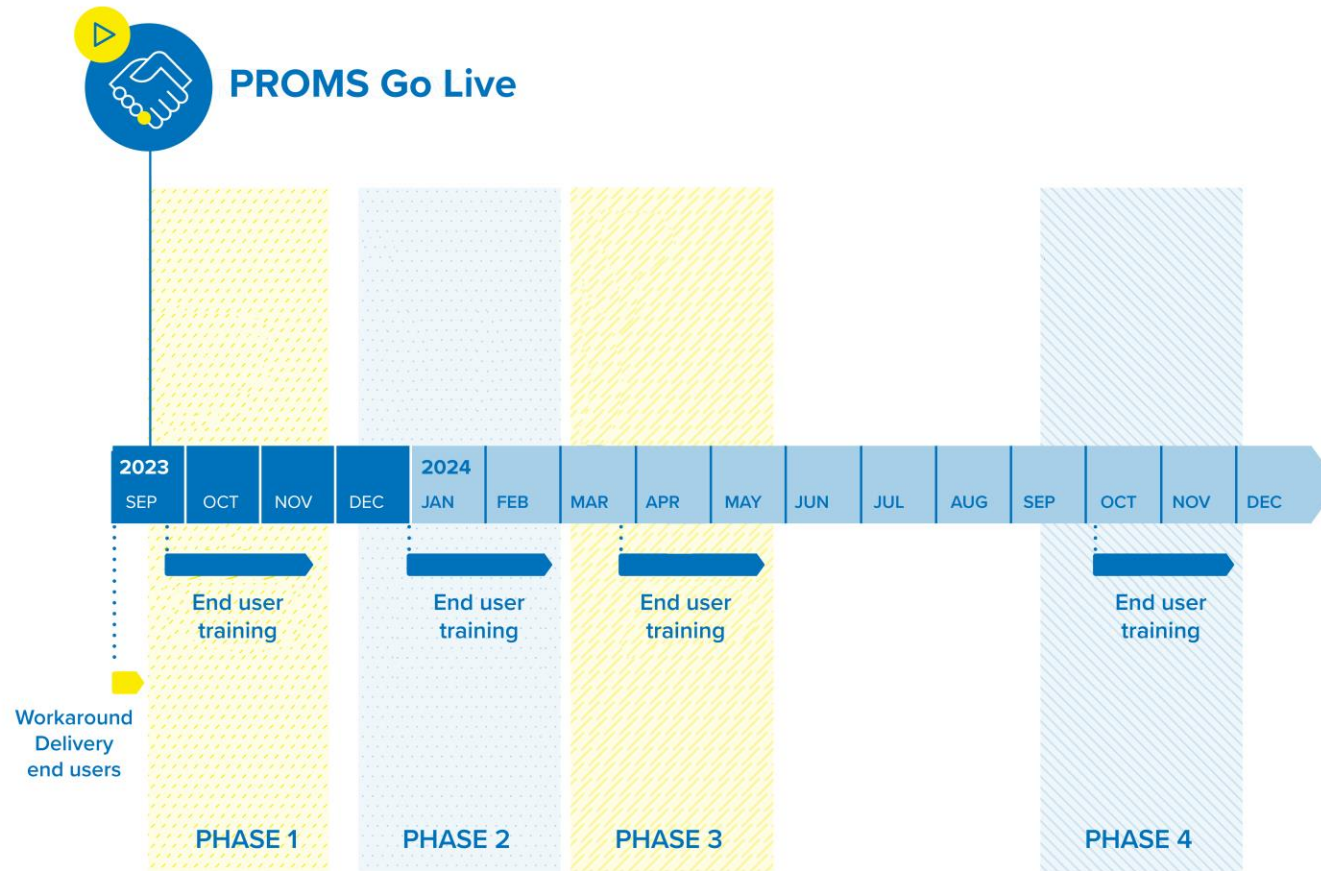 PROMS Go Live
2023
2024
SEP
OCT
NOV
DEC
JAN
FEB
MAR
APR
MAY
JUN
JUL
AUG
SEP
OCT
NOV
DEC
End user
training
End user
training
End user
training
End user
training
Workaround
Delivery
end users
PHASE 1
PHASE 2
PHASE 3
PHASE 4